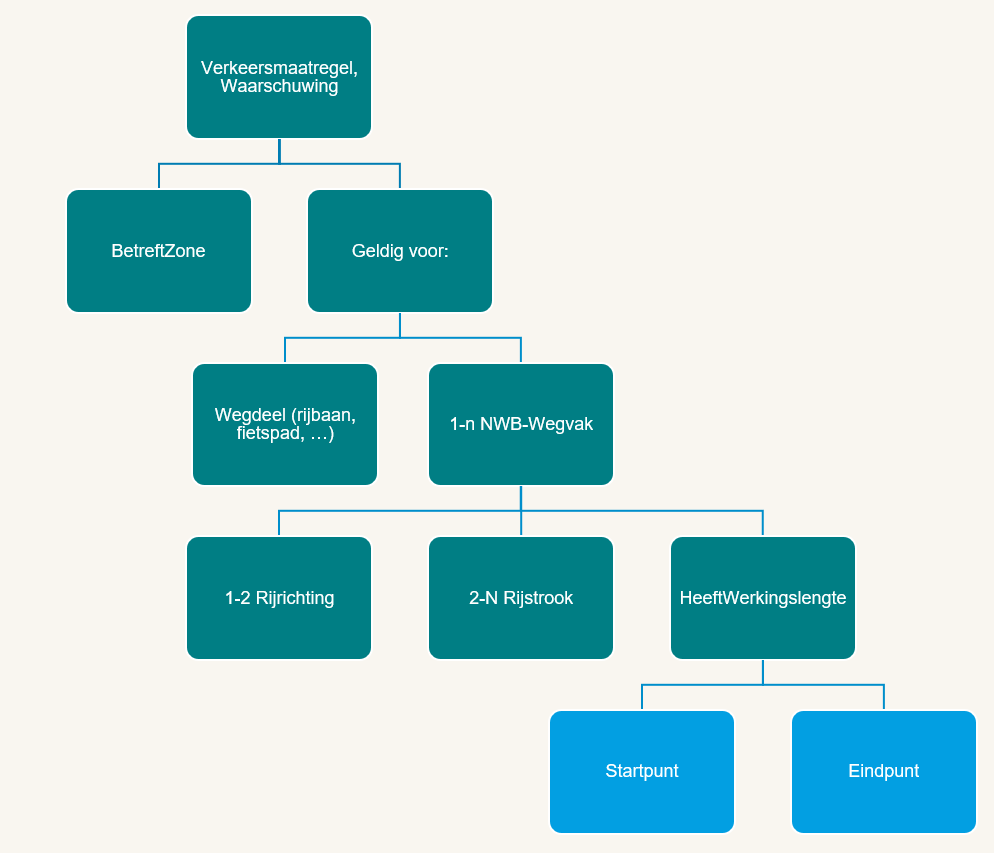 Verkeersmaatregel,
Waarschuwing
BetreftZone
Geldig voor:
Wegdeel (rijbaan,
fietspad, …)
1-n NWB-Wegvak
1-2 Rijrichting
2-N Rijstrook
HeeftWerkingslengte
Startpunt
Eindpunt